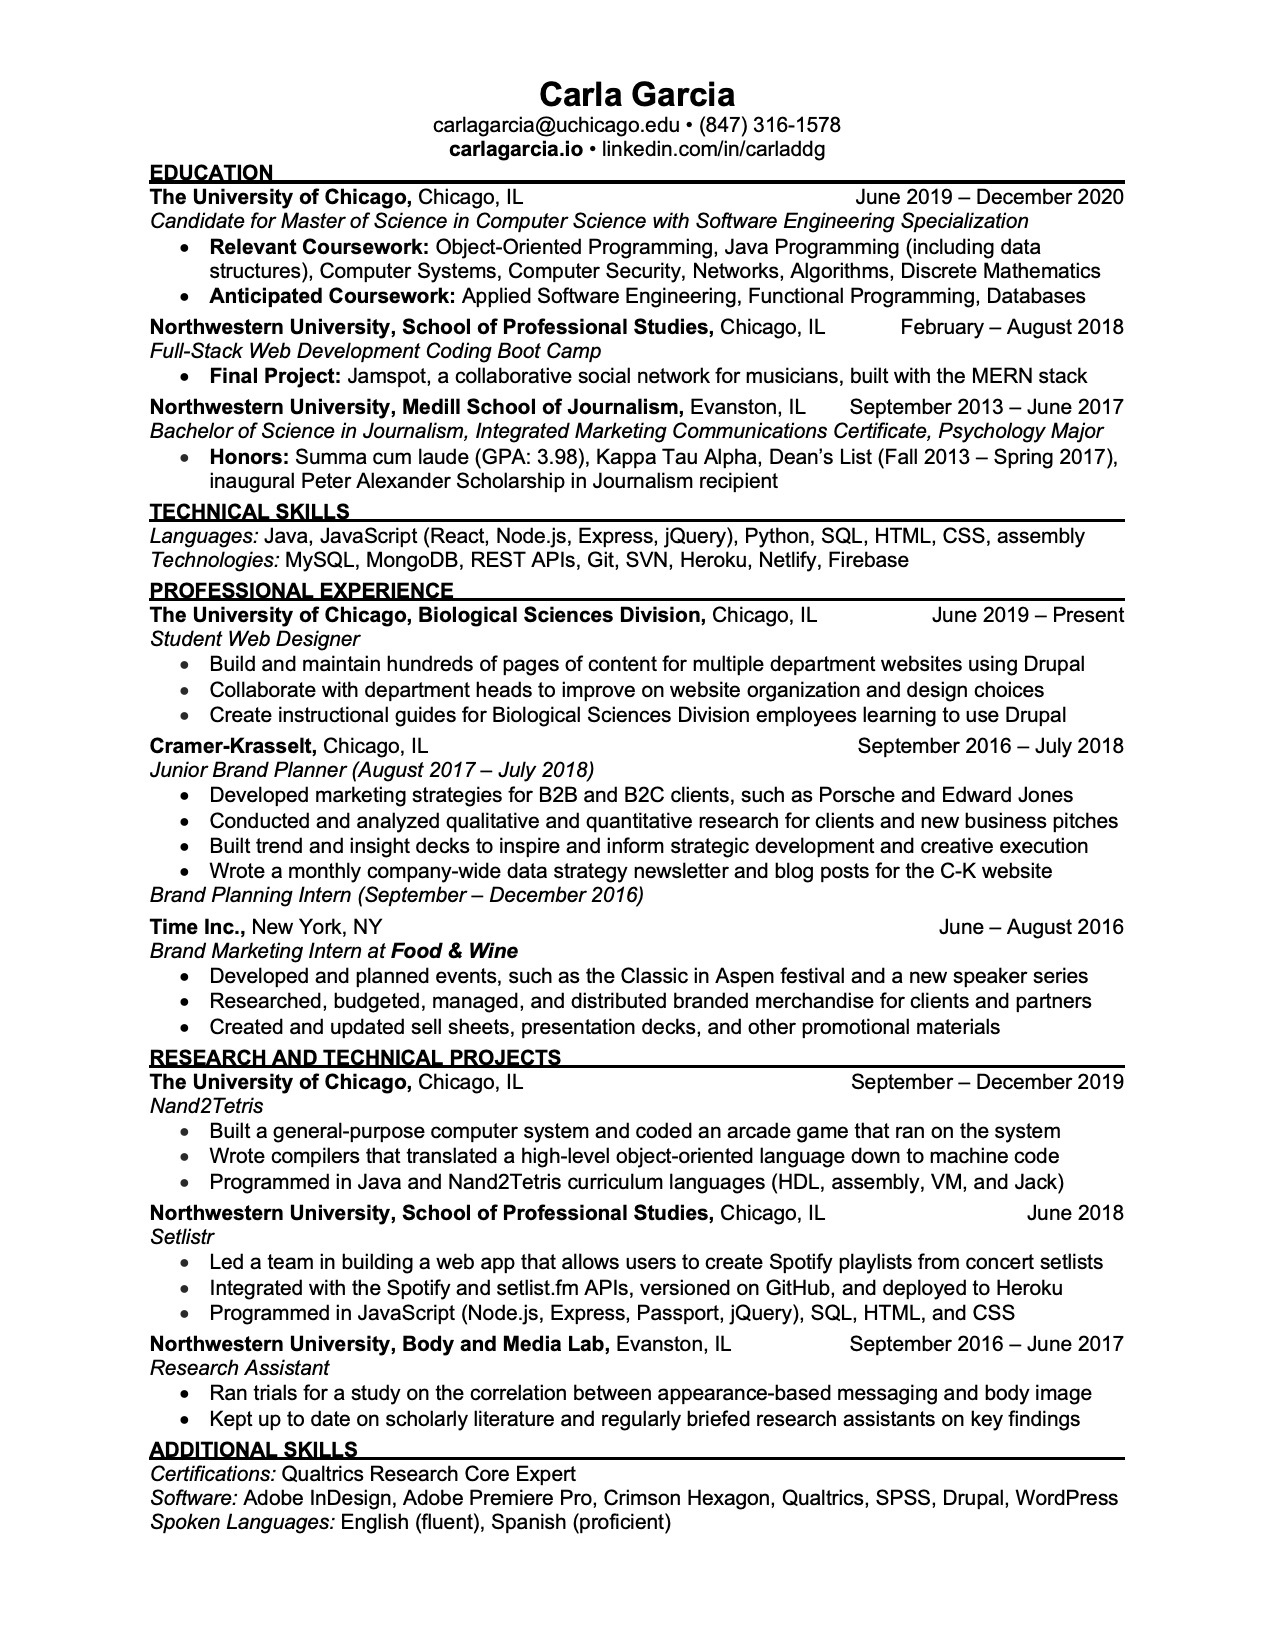 Carla Garcia
carlagarcia@uchicago.edu • (847) 316-1578
carlagarcia.io • linkedin.com/in/carladdg
EDUCATION
The University of Chicago, Chicago, IL June 2019 – December 2020
Candidate for Master of Science in Computer Science with Software Engineering Specialization
• Relevant Coursework: Object-Oriented Programming, Java Programming (including data
structures), Computer Systems, Computer Security, Networks, Algorithms, Discrete Mathematics
• Anticipated Coursework: Applied Software Engineering, Functional Programming, Databases
Northwestern University, School of Professional Studies, Chicago, IL February – August 2018
Full-Stack Web Development Coding Boot Camp
• Final Project: Jamspot, a collaborative social network for musicians, built with the MERN stack
Northwestern University, Medill School of Journalism, Evanston, IL September 2013 – June 2017
Bachelor of Science in Journalism, Integrated Marketing Communications Certificate, Psychology Major
• Honors: Summa cum laude (GPA: 3.98), Kappa Tau Alpha, Dean’s List (Fall 2013 – Spring 2017),
inaugural Peter Alexander Scholarship in Journalism recipient
TECHNICAL SKILLS
Languages: Java, JavaScript (React, Node.js, Express, jQuery), Python, SQL, HTML, CSS, assembly
Technologies: MySQL, MongoDB, REST APIs, Git, SVN, Heroku, Netlify, Firebase
PROFESSIONAL EXPERIENCE
The University of Chicago, Biological Sciences Division, Chicago, IL June 2019 – Present
Student Web Designer
• Build and maintain hundreds of pages of content for multiple department websites using Drupal
• Collaborate with department heads to improve on website organization and design choices
• Create instructional guides for Biological Sciences Division employees learning to use Drupal
Cramer-Krasselt, Chicago, IL September 2016 – July 2018
Junior Brand Planner (August 2017 – July 2018)
• Developed marketing strategies for B2B and B2C clients, such as Porsche and Edward Jones
• Conducted and analyzed qualitative and quantitative research for clients and new business pitches
• Built trend and insight decks to inspire and inform strategic development and creative execution
• Wrote a monthly company-wide data strategy newsletter and blog posts for the C-K website
Brand Planning Intern (September – December 2016)
Time Inc., New York, NY June – August 2016
Brand Marketing Intern at Food & Wine
• Developed and planned events, such as the Classic in Aspen festival and a new speaker series
• Researched, budgeted, managed, and distributed branded merchandise for clients and partners
• Created and updated sell sheets, presentation decks, and other promotional materials
RESEARCH AND TECHNICAL PROJECTS
The University of Chicago, Chicago, IL September – December 2019
Nand2Tetris
• Built a general-purpose computer system and coded an arcade game that ran on the system
• Wrote compilers that translated a high-level object-oriented language down to machine code
• Programmed in Java and Nand2Tetris curriculum languages (HDL, assembly, VM, and Jack)
Northwestern University, School of Professional Studies, Chicago, IL June 2018
Setlistr
• Led a team in building a web app that allows users to create Spotify playlists from concert setlists
• Integrated with the Spotify and setlist.fm APIs, versioned on GitHub, and deployed to Heroku
• Programmed in JavaScript (Node.js, Express, Passport, jQuery), SQL, HTML, and CSS
Northwestern University, Body and Media Lab, Evanston, IL September 2016 – June 2017
Research Assistant
• Ran trials for a study on the correlation between appearance-based messaging and body image
• Kept up to date on scholarly literature and regularly briefed research assistants on key findings
ADDITIONAL SKILLS
Certifications: Qualtrics Research Core Expert
Software: Adobe InDesign, Adobe Premiere Pro, Crimson Hexagon, Qualtrics, SPSS, Drupal, WordPress
Spoken Languages: English (fluent), Spanish (proficient)